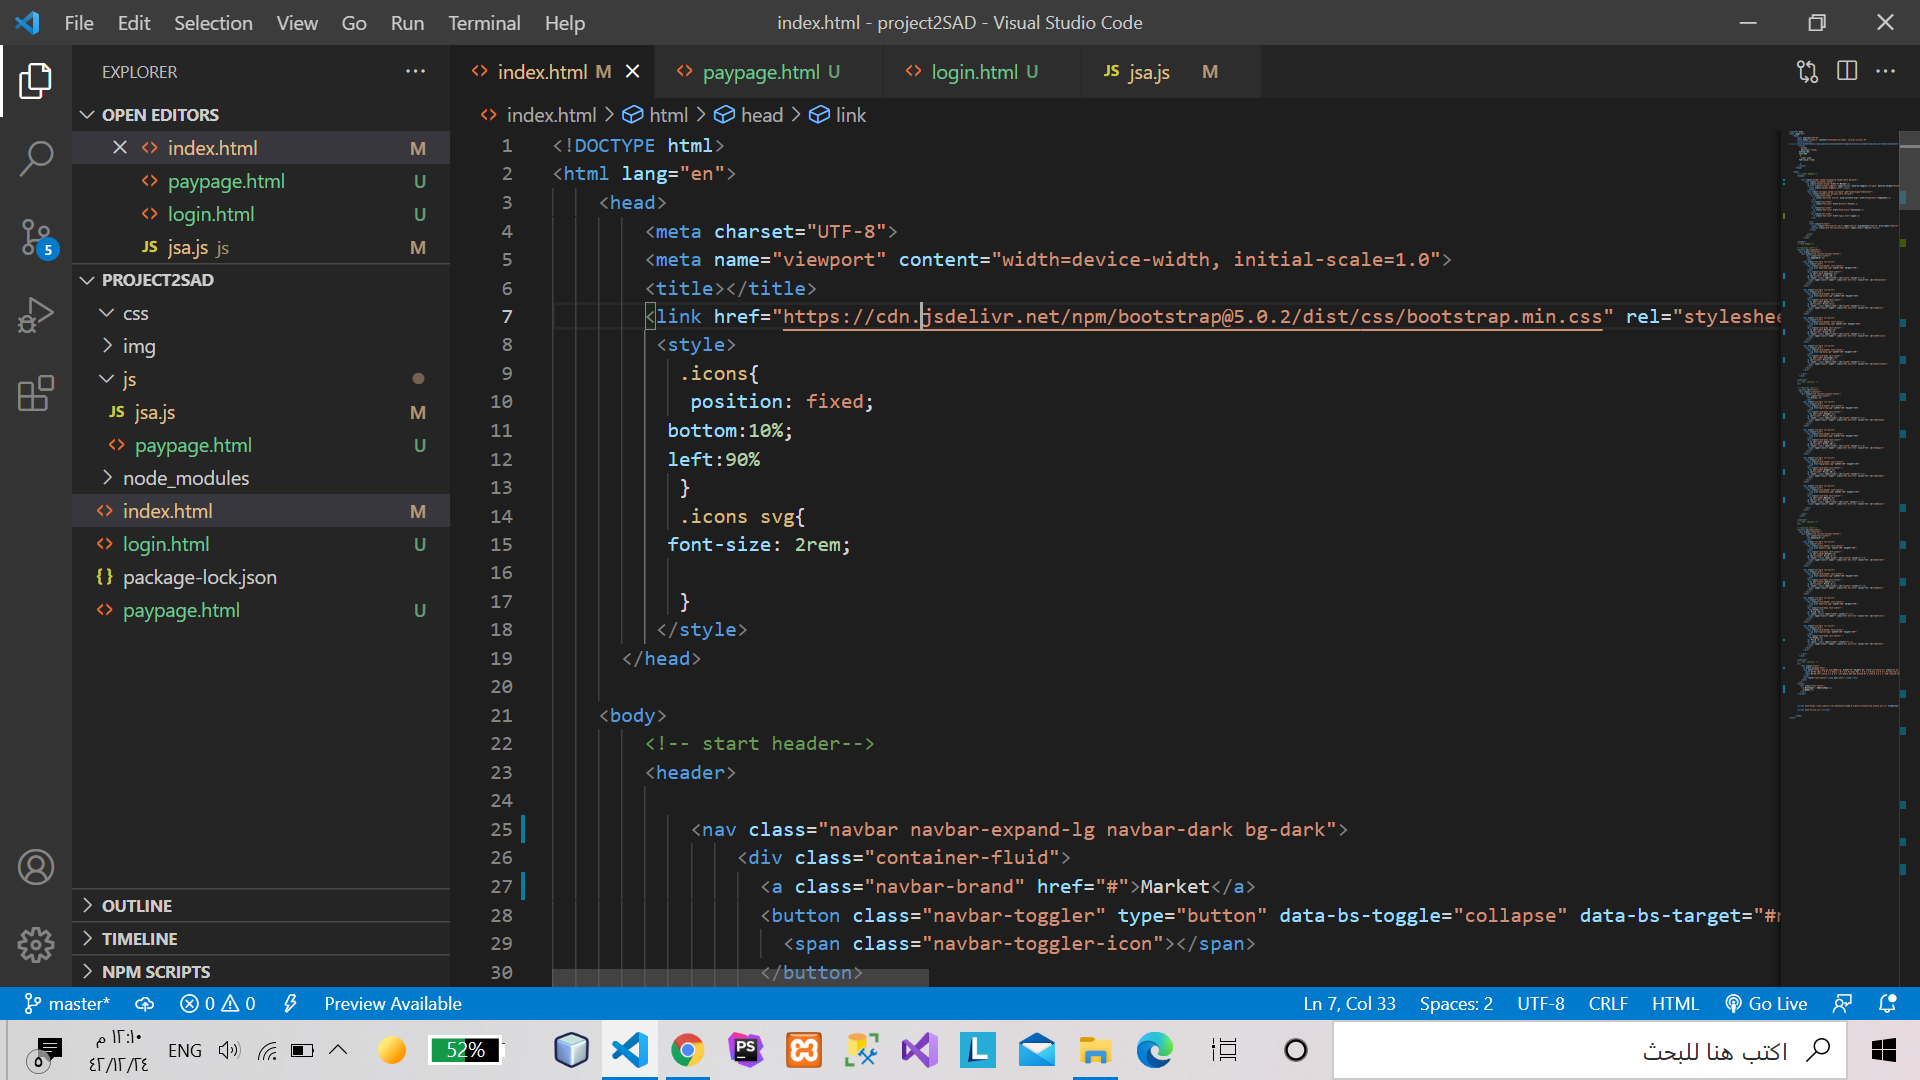 File Edit Selection View Go Run Terminal Help
index.html - project2SAD - Visual Studio Code
EXPLORER
OPEN EDITORS
index.html M
paypage.html U
login.html U
JS jsa.js js M
PROJECT2SAD
css
img
js
JS jsa.js M
paypage.html U
node_modules
index.html M
login.html U
{} package-lock.json
paypage.html U
OUTLINE
TIMELINE
NPM SCRIPTS
5
index.html M
paypage.html U
login.html U
JS jsa.js M
index.html > html > head > link
1 <!DOCTYPE html>
2 <html lang="en">
3 <head>
4 <meta charset="UTF-8">
5 <meta name="viewport" content="width=device-width, initial-scale=1.0">
6 <title></title>
7 <link href="https://cdn.jsdelivr.net/npm/bootstrap@5.0.2/dist/css/bootstrap.min.css" rel="styleshee
8 <style>
9 .icons{
10 position: fixed;
11 bottom:10%;
12 left:90%
13 }
14 .icons svg{
15 font-size: 2rem;
16
17 }
18 </style>
19 </head>
20
21 <body>
22 <!-- start header-->
23 <header>
24
25 <nav class="navbar navbar-expand-lg navbar-dark bg-dark">
26 <div class="container-fluid">
27 <a class="navbar-brand" href="#">Market</a>
28 <button class="navbar-toggler" type="button" data-bs-toggle="collapse" data-bs-target="#
29 <span class="navbar-toggler-icon"></span>
30 </button>
master* 0 0 Preview Available
Ln 7, Col 33 Spaces: 2 UTF-8 CRLF HTML Go Live
١٢:١٠ م
٤٢/١٢/٢٤
٥
ENG
52%
PS
L
اكتب هنا للبحث